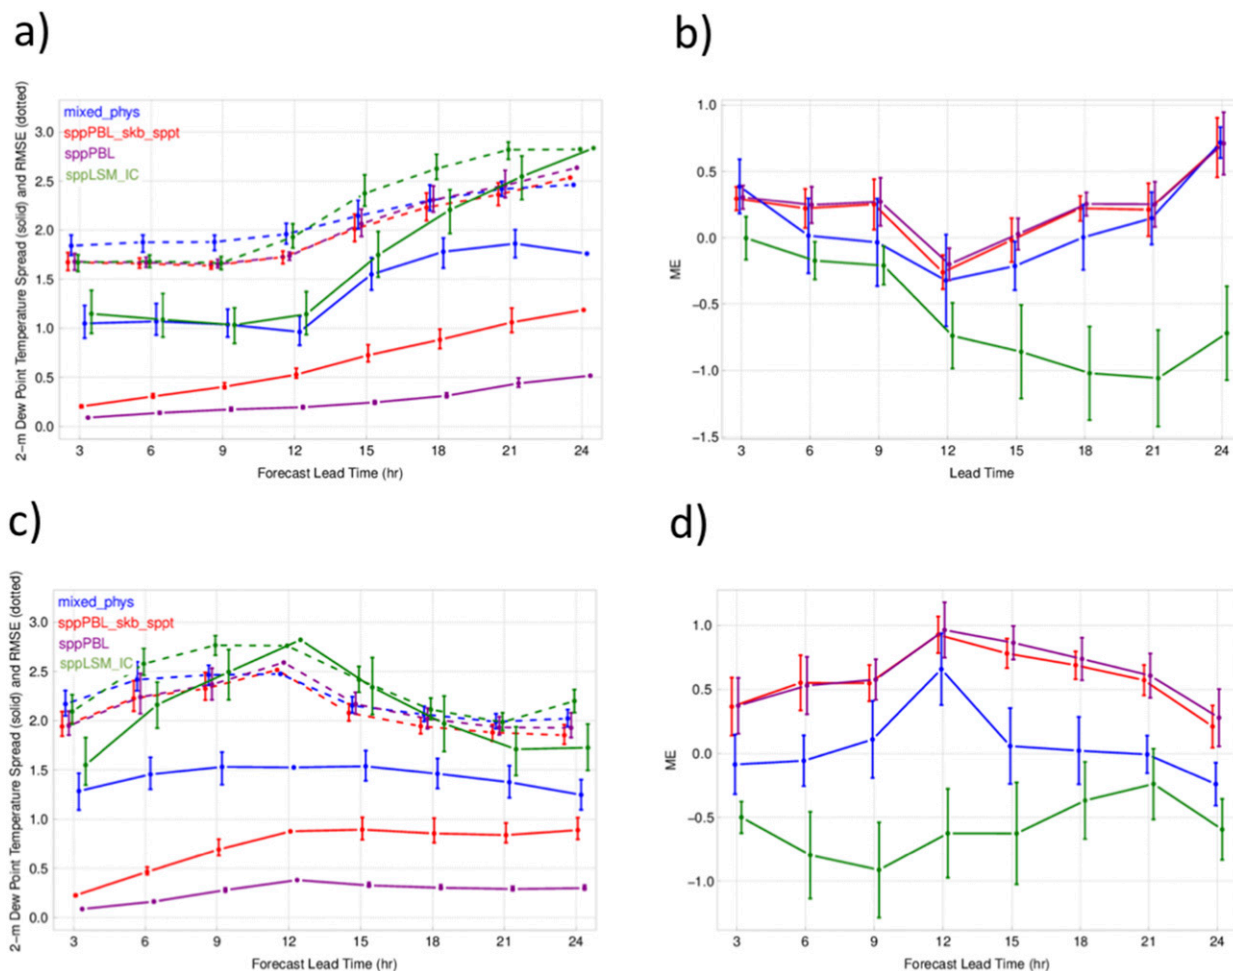 a)
2-m Dew Point Temperature Spread (solid) and RMSE (dotted)
mixed_phys
sppPBL_skb_sppt
sppPBL
sppLSM_IC
3.0
2.5
2.0
1.5
1.0
0.5
0.0
3 6 9 12 15 18 21 24
Forecast Lead Time (hr)
b)
ME
1.0
0.5
0.0
−0.5
−1.0
−1.5
3 6 9 12 15 18 21 24
Lead Time
c)
2-m Dew Point Temperature Spread (solid) and RMSE (dotted)
mixed_phys
sppPBL_skb_sppt
sppPBL
sppLSM_IC
3.0
2.5
2.0
1.5
1.0
0.5
0.0
3 6 9 12 15 18 21 24
Forecast Lead Time (hr)
d)
ME
1.0
0.5
0.0
−0.5
−1.0
3 6 9 12 15 18 21 24
Forecast Lead Time (hr)